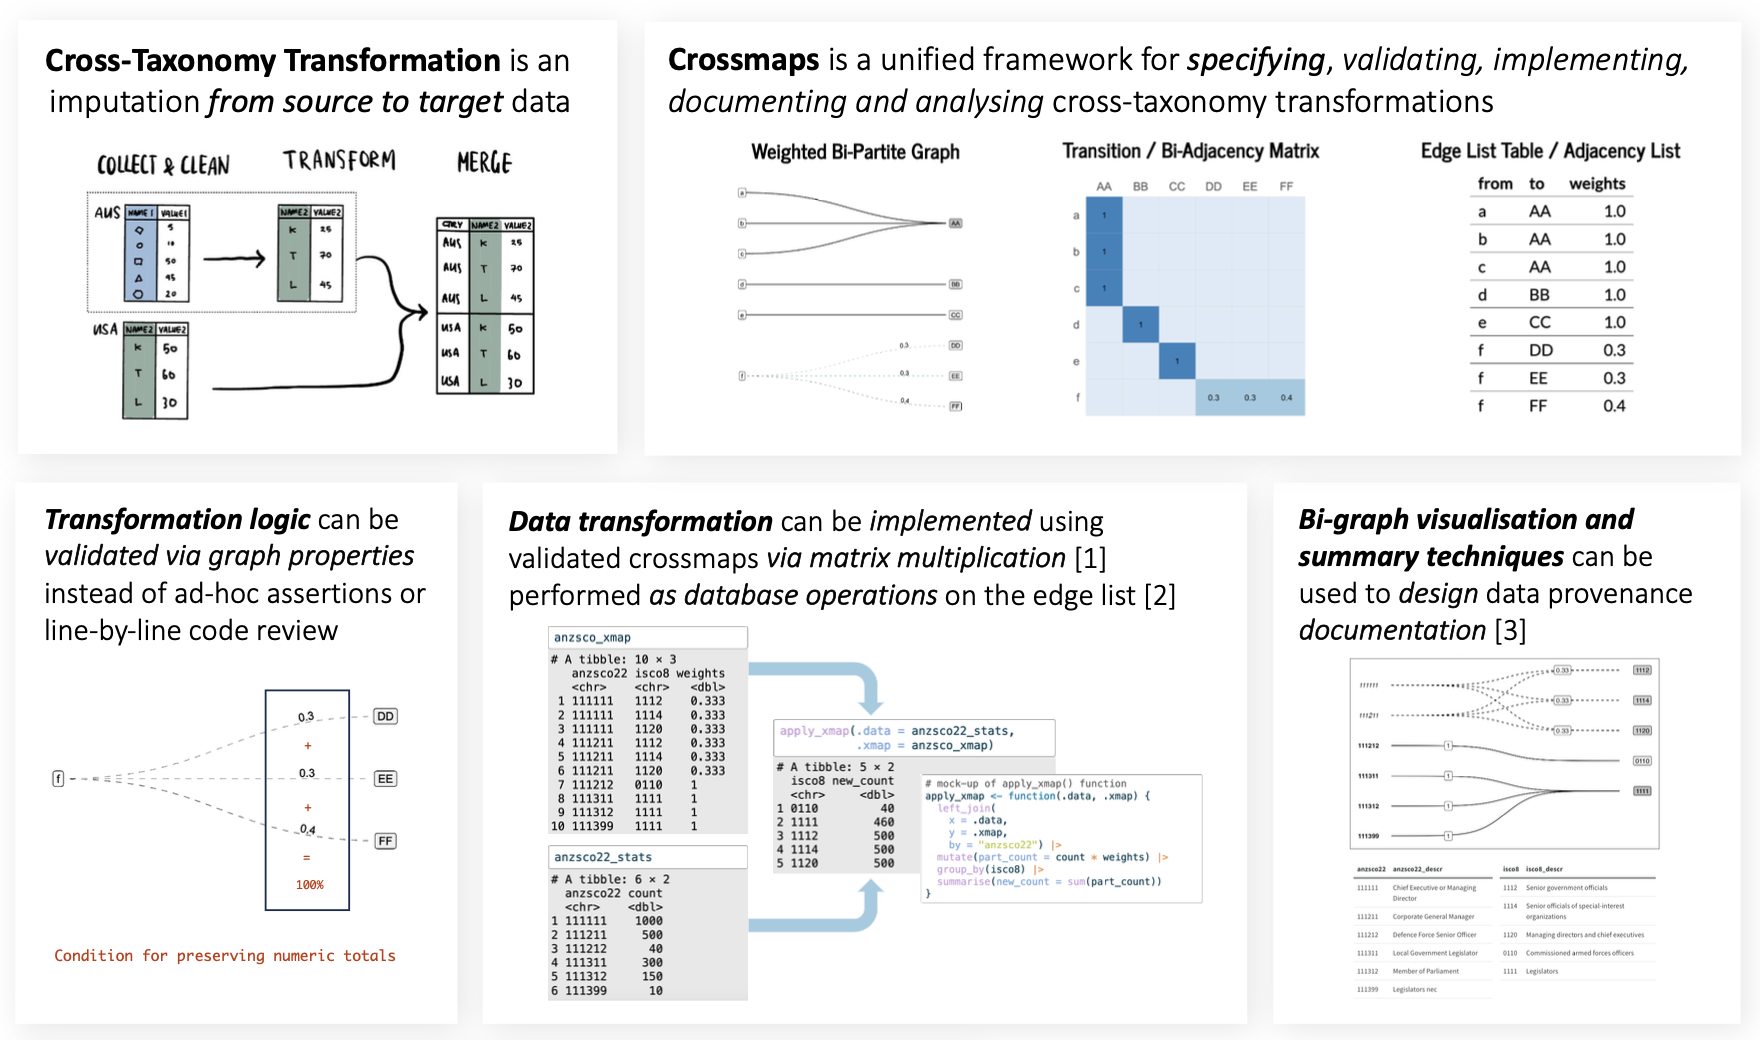 Cross-Taxonomy Transformation is an
imputation from source to target data
COLLECT & CLEAN
TRANSFORM
MERGE
AUS
NAME1 VALUE1
5
10
50
45
20
NAME2 VALUE2
K 25
T 70
L 45
USA
NAME2 VALUE2
K 50
T 60
L 30
CTRY NAME2 VALUE2
AUS K 25
AUS T 70
AUS L 45
USA K 50
USA T 60
USA L 30
Crossmaps is a unified framework for specifying, validating, implementing,
documenting and analysing cross-taxonomy transformations
Weighted Bi-Partite Graph
a
b
c
d
e
f
AA
BB
CC
0.3 DD
0.3 EE
0.4 FF
Transition / Bi-Adjacency Matrix
AA BB CC DD EE FF
a 1
b 1
c 1
d 1
e 1
f 0.3 0.3 0.4
Edge List Table / Adjacency List
from to weights
a AA 1.0
b AA 1.0
c AA 1.0
d BB 1.0
e CC 1.0
f DD 0.3
f EE 0.3
f FF 0.4
Transformation logic can be
validated via graph properties
instead of ad-hoc assertions or
line-by-line code review
f
0.3 DD
+
0.3 EE
+
0.4 FF
=
100%
Condition for preserving numeric totals
Data transformation can be implemented using
validated crossmaps via matrix multiplication [1]
performed as database operations on the edge list [2]
anzsco_xmap
# A tibble: 10 × 3
anzsco22 isco8 weights
<chr> <chr> <dbl>
1 111111 1112 0.333
2 111111 1114 0.333
3 111111 1120 0.333
4 111211 1112 0.333
5 111211 1114 0.333
6 111211 1120 0.333
7 111212 0110 1
8 111311 1111 1
9 111312 1111 1
10 111399 1111 1
anzsco22_stats
# A tibble: 6 × 2
anzsco22 count
<chr> <dbl>
1 111111 1000
2 111211 500
3 111212 40
4 111311 300
5 111312 150
6 111399 10
apply_xmap(.data = anzsco22_stats,
.xmap = anzsco_xmap)
# A tibble: 5 × 2
isco8 new_count
<chr> <dbl>
1 0110 40
2 1111 460
3 1112 500
4 1114 500
5 1120 500
# mock-up of apply_xmap() function
apply_xmap <- function(.data, .xmap) {
left_join(
x = .data,
y = .xmap,
by = "anzsco22") |>
mutate(part_count = count * weights) |>
group_by(isco8) |>
summarise(new_count = sum(part_count))
}
Bi-graph visualisation and
summary techniques can be
used to design data provenance
documentation [3]
111111
111211
111212
111311
111312
111399
0.33
0.33
0.33
1
1
1
1
1112
1114
1120
0110
1111
anzsco22 anzsco22_descr
111111 Chief Executive or Managing
Director
111211 Corporate General Manager
111212 Defence Force Senior Officer
111311 Local Government Legislator
111312 Member of Parliament
111399 Legislators nec
isco8 isco8_descr
1112 Senior government officials
1114 Senior officials of special-interest
organizations
1120 Managing directors and chief executives
0110 Commissioned armed forces officers
1111 Legislators